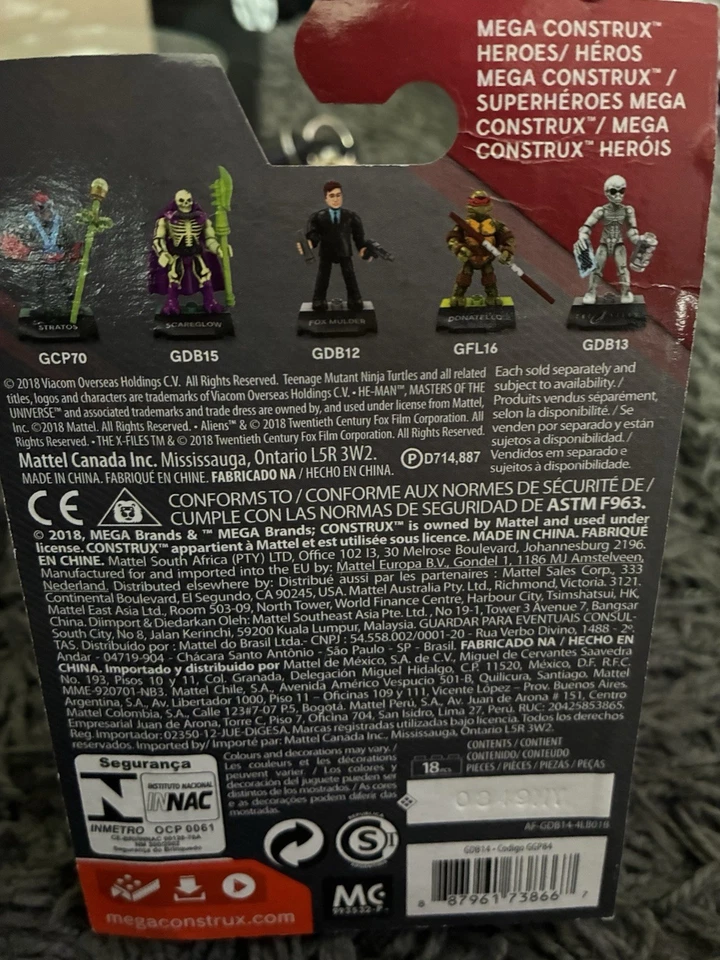 MEGA CONSTRUX™
HEROES/ HÉROS
MEGA CONSTRUX™ /
SUPERHÉROES MEGA
CONSTRUX™/ MEGA
CONSTRUX™ HERÓIS
STRATOS
SCAREGLOW
FOX MULDER
DONATELLO
GCP70
GDB15
GDB12
GFL16
GDB13
© 2018 Viacom Overseas Holdings C.V. All Rights Reserved. Teenage Mutant Ninja Turtles and all related
titles, logos and characters are trademarks of Viacom Overseas Holdings C.V. • HE-MAN™, MASTERS OF THE
UNIVERSE™ and associated trademarks and trade dress are owned by, and used under license from Mattel,
Inc. ©2018 Mattel. All Rights Reserved. • Aliens™ & © 2018 Twentieth Century Fox Film Corporation. All
Rights Reserved. • THE X-FILES TM & © 2018 Twentieth Century Fox Film Corporation. All Rights Reserved.
Each sold separately and
subject to availability. /
Produits vendus séparément,
selon la disponibilité. / Se
venden por separado y están
sujetos a disponibilidad. /
Vendidos em separado e
sujeitos à disponibilidade.
Mattel Canada Inc. Mississauga, Ontario L5R 3W2.
P D714,887
MADE IN CHINA. FABRIQUÉ EN CHINE. FABRICADO NA / HECHO EN CHINA.
CE
CONFORMS TO / CONFORME AUX NORMES DE SÉCURITÉ DE /
CUMPLE CON LAS NORMAS DE SEGURIDAD DE ASTM F963.
© 2018, MEGA Brands & ™ MEGA Brands; CONSTRUX™ is owned by Mattel and used under
license. CONSTRUX™ appartient à Mattel et est utilisée sous licence. MADE IN CHINA. FABRIQUÉ
EN CHINE. Mattel South Africa (PTY) LTD, Office 102 I3, 30 Melrose Boulevard, Johannesburg 2196.
Manufactured for and imported into the EU by: Mattel Europa B.V., Gondel 1, 1186 MJ Amstelveen,
Nederland. Distributed elsewhere by: Distribué aussi par les partenaires : Mattel Sales Corp., 333
Continental Boulevard, El Segundo, CA 90245, USA. Mattel Australia Pty. Ltd., Richmond, Victoria. 3121.
Mattel East Asia Ltd., Room 503-09, North Tower, World Finance Centre, Harbour City, Tsimshatsui, HK,
China. Diimport & Diedarkan Oleh: Mattel Southeast Asia Pte. Ltd., No 19-1, Tower 3 Avenue 7, Bangsar
South City, No 8, Jalan Kerinchi, 59200 Kuala Lumpur, Malaysia. GUARDAR PARA EVENTUAIS CONSUL-
TAS. Distribuido por : Mattel do Brasil Ltda.- CNPJ : 54.558.002/0001-20 - Rua Verbo Divino, 1488 - 2º
Andar - 04719-904 - Chácara Santo Antônio - São Paulo - SP - Brasil. FABRICADO NA / HECHO EN
CHINA. Importado y distribuido por Mattel de México, S.A. de C.V., Miguel de Cervantes Saavedra
No. 193, Pisos 10 y 11, Col. Granada, Delegación Miguel Hidalgo, C.P. 11520, México, D.F. R.F.C.
MME-920701-NB3. Mattel Chile, S.A., Avenida Américo Vespucio 501-B, Quilicura, Santiago. Mattel
Argentina, S.A., Av. Libertador 1000, Piso 11 – Oficinas 109 y 111, Vicente López – Prov. Buenos Aires.
Mattel Colombia, S.A., Calle 123#7-07 P.5, Bogotá. Mattel Perú, S.A., Av. Juan de Arona # 151, Centro
Empresarial Juan de Arona, Torre C, Piso 7, Oficina 704, San Isidro, Lima 27, Perú. RUC: 20425853865.
Reg.Importador: 02350-12-JUE-DIGESA. Marcas registradas utilizadas bajo licencia. Todos los derechos
reservados. Imported by/ Importé par: Mattel Canada Inc., Mississauga, Ontario L5R 3W2.
Segurança
INSTITUTO NACIONAL
INNAC
INMETRO OCP 0061
Segurança do Brinquedo
Colours and decorations may vary. /
Les couleurs et les décorations
peuvent varier. / Los colores y
decoración del juguete pueden ser
distintos de los mostrados. / As cores
e as decorações podem diferir das
mostradas.
18 PCS
CONTENTS / CONTENT
CONTENIDO/ CONTEÚDO
PIECES / PIÈCES / PIEZAS / PEÇAS
AF-GDB14-4LB01B
S I
GDB14 - Codigo GGP84
8 87961 73866 7
MC
megaconstrux.com